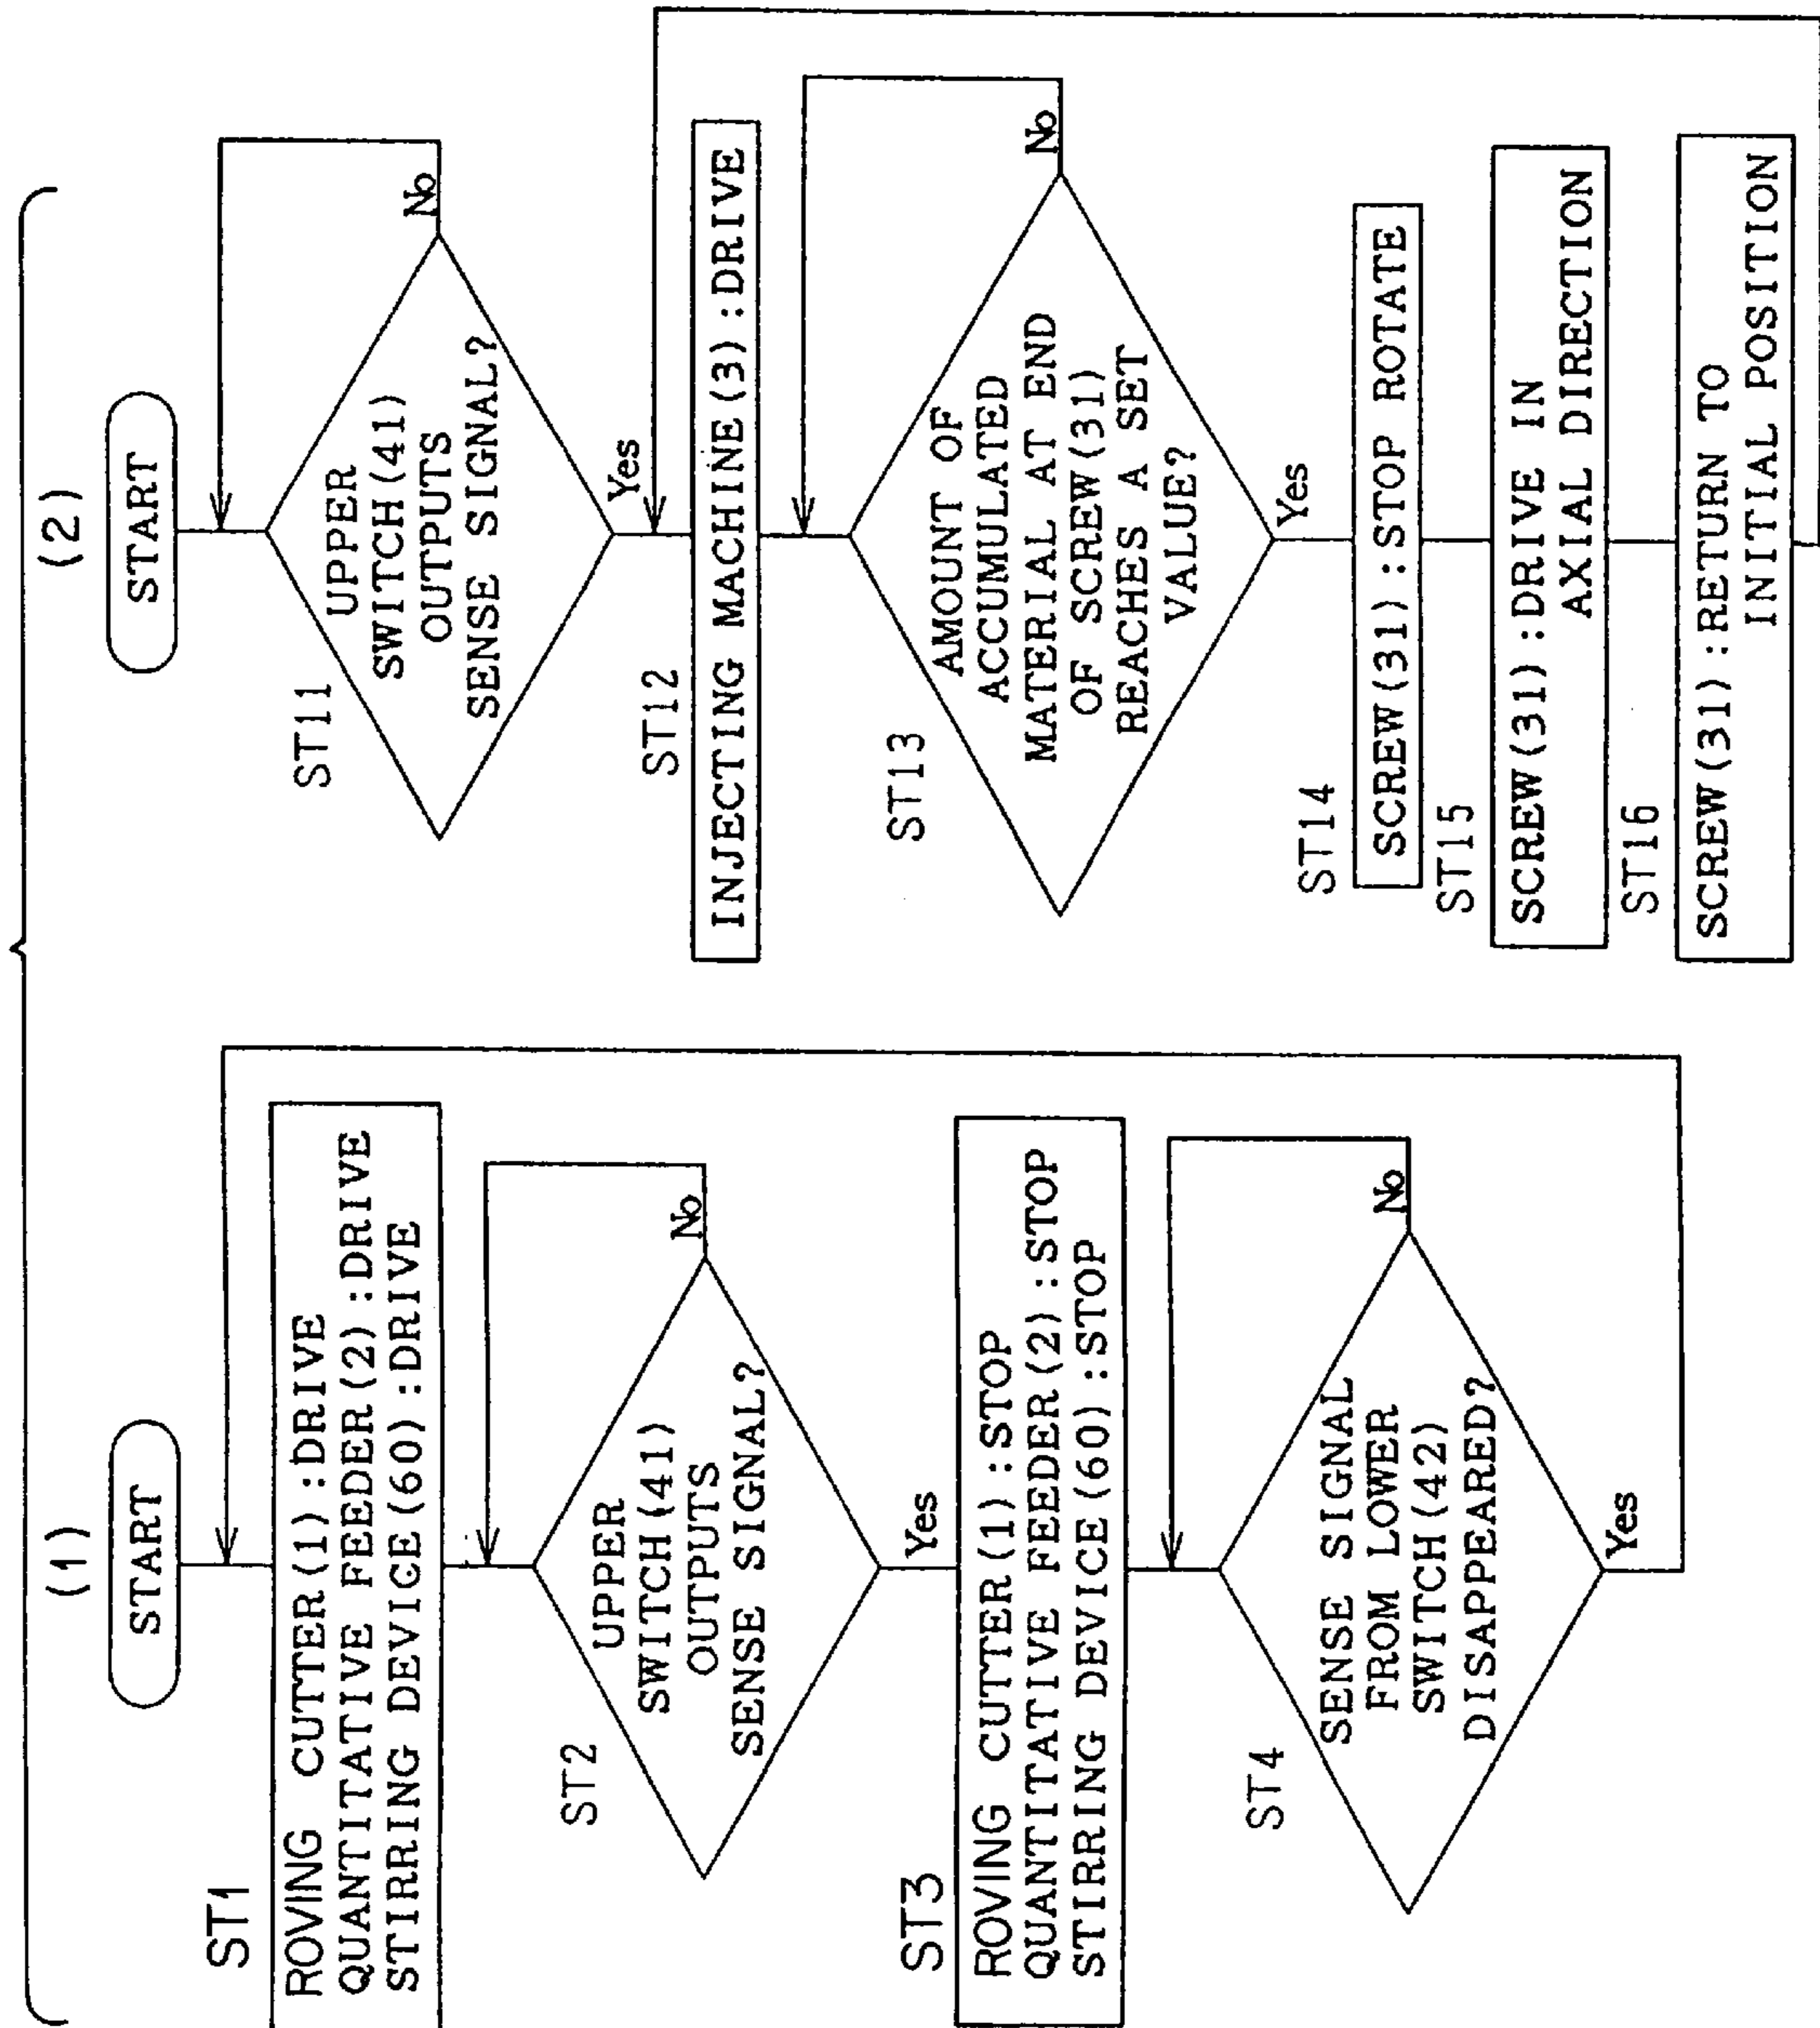 (1)
START
ST1
ROVING CUTTER(1):DRIVE
QUANTITATIVE FEEDER(2):DRIVE
STIRRING DEVICE(60):DRIVE
ST2
UPPER
SWITCH(41)
OUTPUTS
SENSE SIGNAL?
No
Yes
ST3
ROVING CUTTER(1):STOP
QUANTITATIVE FEEDER(2):STOP
STIRRING DEVICE(60):STOP
ST4
SENSE SIGNAL
FROM LOWER
SWITCH(42)
DISAPPEARED?
No
Yes
(2)
START
ST11
UPPER
SWITCH(41)
OUTPUTS
SENSE SIGNAL?
No
Yes
ST12
INJECTING MACHINE(3):DRIVE
ST13
AMOUNT OF
ACCUMULATED
MATERIAL AT END
OF SCREW(31)
REACHES A SET
VALUE?
No
Yes
ST14
SCREW(31):STOP ROTATE
ST15
SCREW(31):DRIVE IN
AXIAL DIRECTION
ST16
SCREW(31):RETURN TO
INITIAL POSITION